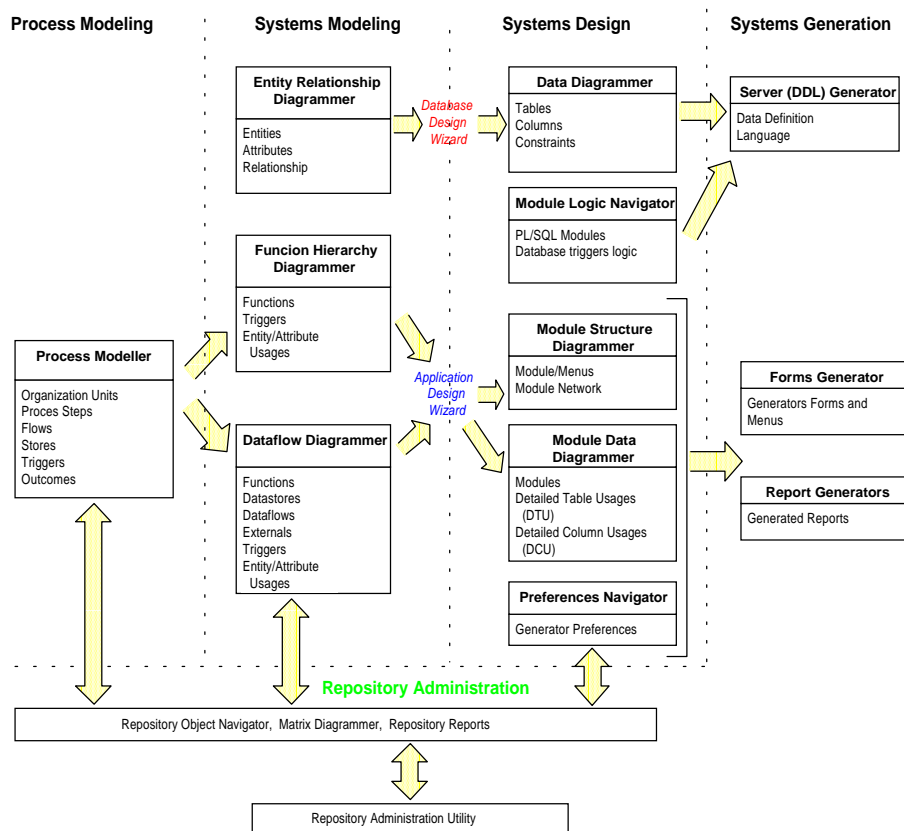 Process Modeling
Systems Modeling
Systems Design
Systems Generation
Entity Relationship
Diagrammer
Entities
Attributes
Relationship
Database
Design
Wizard
Data Diagrammer
Tables
Columns
Constraints
Server (DDL) Generator
Data Definition
Language
Module Logic Navigator
PL/SQL Modules
Database triggers logic
Funcion Hierarchy
Diagrammer
Functions
Triggers
Entity/Attribute
Usages
Process Modeller
Organization Units
Proces Steps
Flows
Stores
Triggers
Outcomes
Application
Design
Wizard
Module Structure
Diagrammer
Module/Menus
Module Network
Forms Generator
Generators Forms and
Menus
Dataflow Diagrammer
Functions
Datastores
Dataflows
Externals
Triggers
Entity/Attribute
Usages
Module Data
Diagrammer
Modules
Detailed Table Usages
(DTU)
Detailed Column Usages
(DCU)
Report Generators
Generated Reports
Preferences Navigator
Generator Preferences
Repository Administration
Repository Object Navigator, Matrix Diagrammer, Repository Reports
Repository Administration Utility